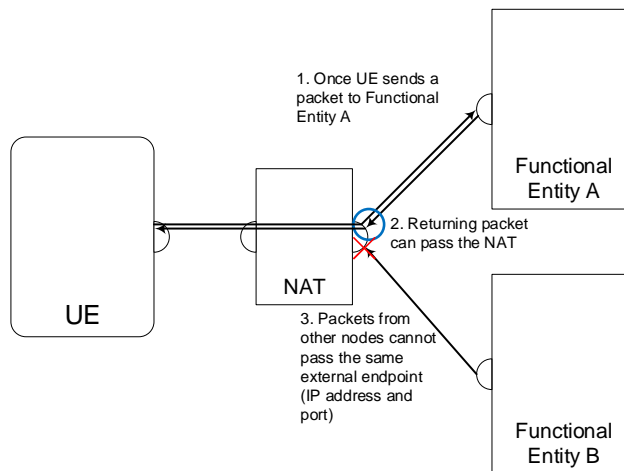 1. Once UE sends a
packet to Functional
Entity A
Functional
Entity A
2. Returning packet
can pass the NAT
UE
NAT
3. Packets from
other nodes cannot
pass the same
external endpoint
(IP address and
port)
Functional
Entity B